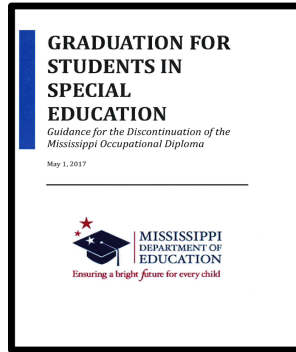 GRADUATION FOR
STUDENTS IN
SPECIAL
EDUCATION
Guidance for the Discontinuation of the
Mississippi Occupational Diploma
May 1, 2017
MISSISSIPPI
DEPARTMENT OF
EDUCATION
Ensuring a bright future for every child